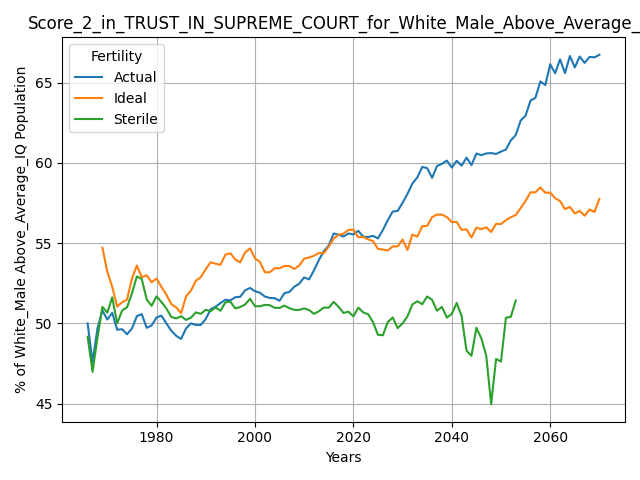 Score_2_in_TRUST_IN_SUPREME_COURT_for_White_Male_Above_Average_
Fertility
Actual
Ideal
Sterile
% of White_Male Above_Average_IQ Population
65
60
55
50
45
1980
2000
2020
2040
2060
Years